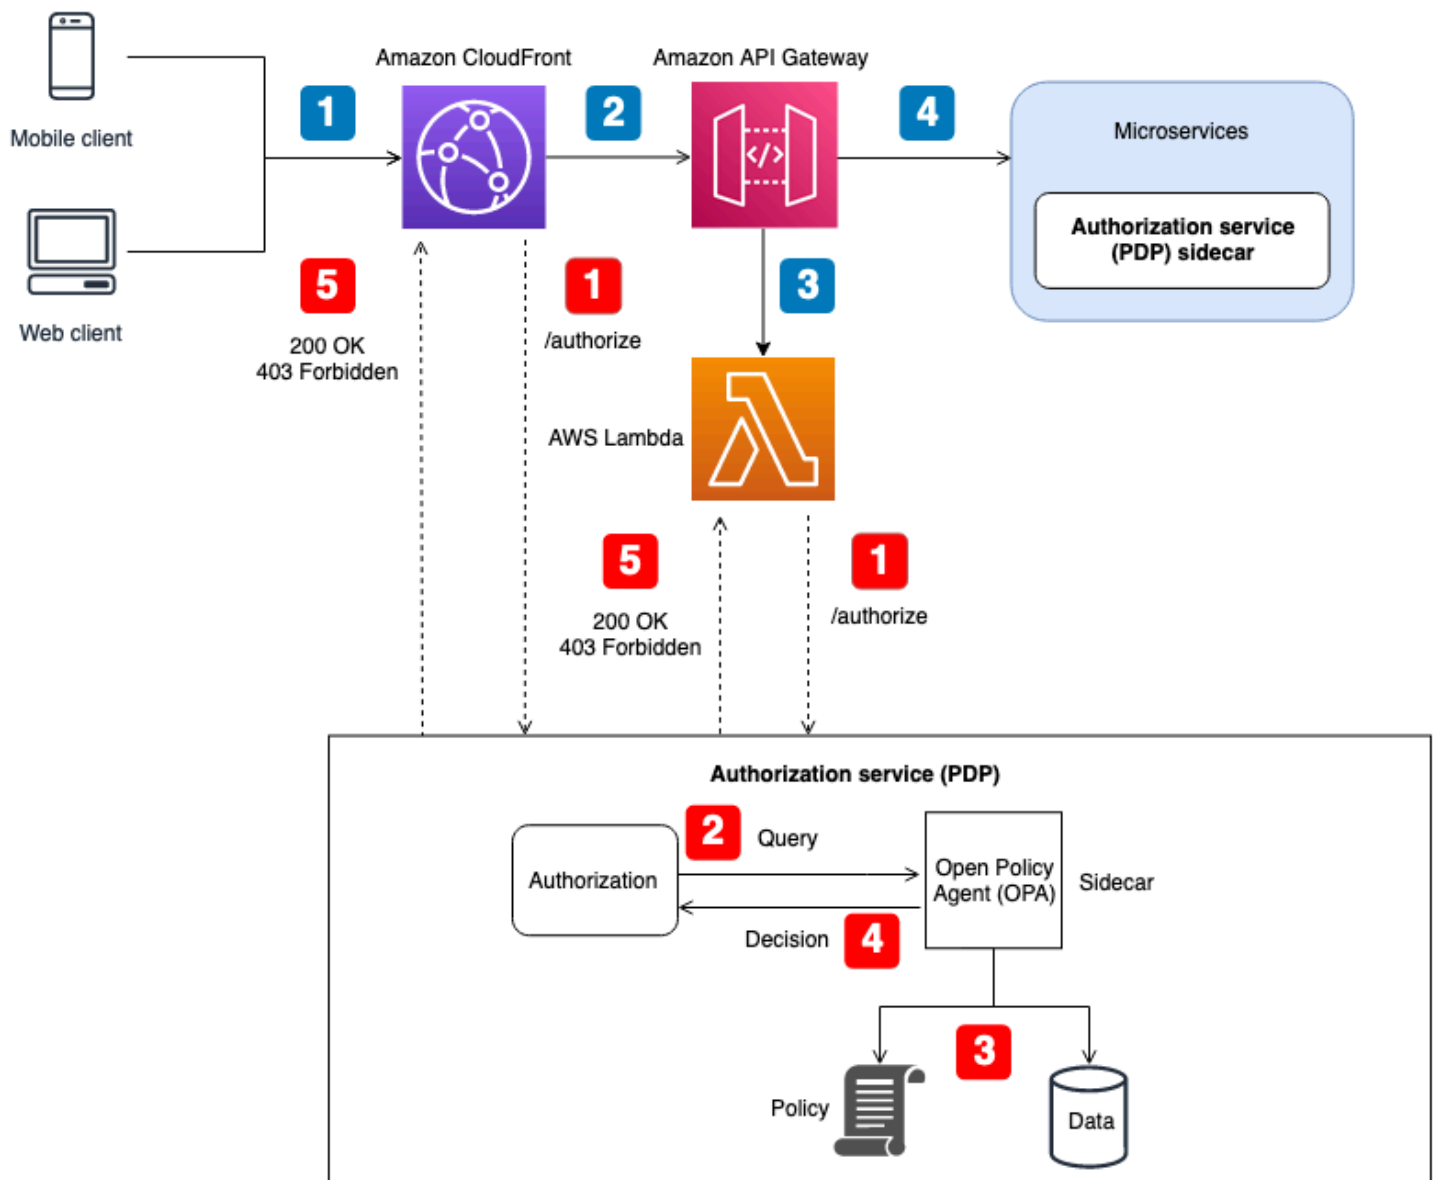 Amazon CloudFront
Amazon API Gateway
1
2
4
Mobile client
</>
Microservices
Authorization service
(PDP) sidecar
5
1
3
Web client
200 OK
403 Forbidden
/authorize
AWS Lambda
5
1
200 OK
403 Forbidden
/authorize
Authorization service (PDP)
2
Query
Authorization
Open Policy
Agent (OPA)
Sidecar
Decision
4
3
Policy
Data